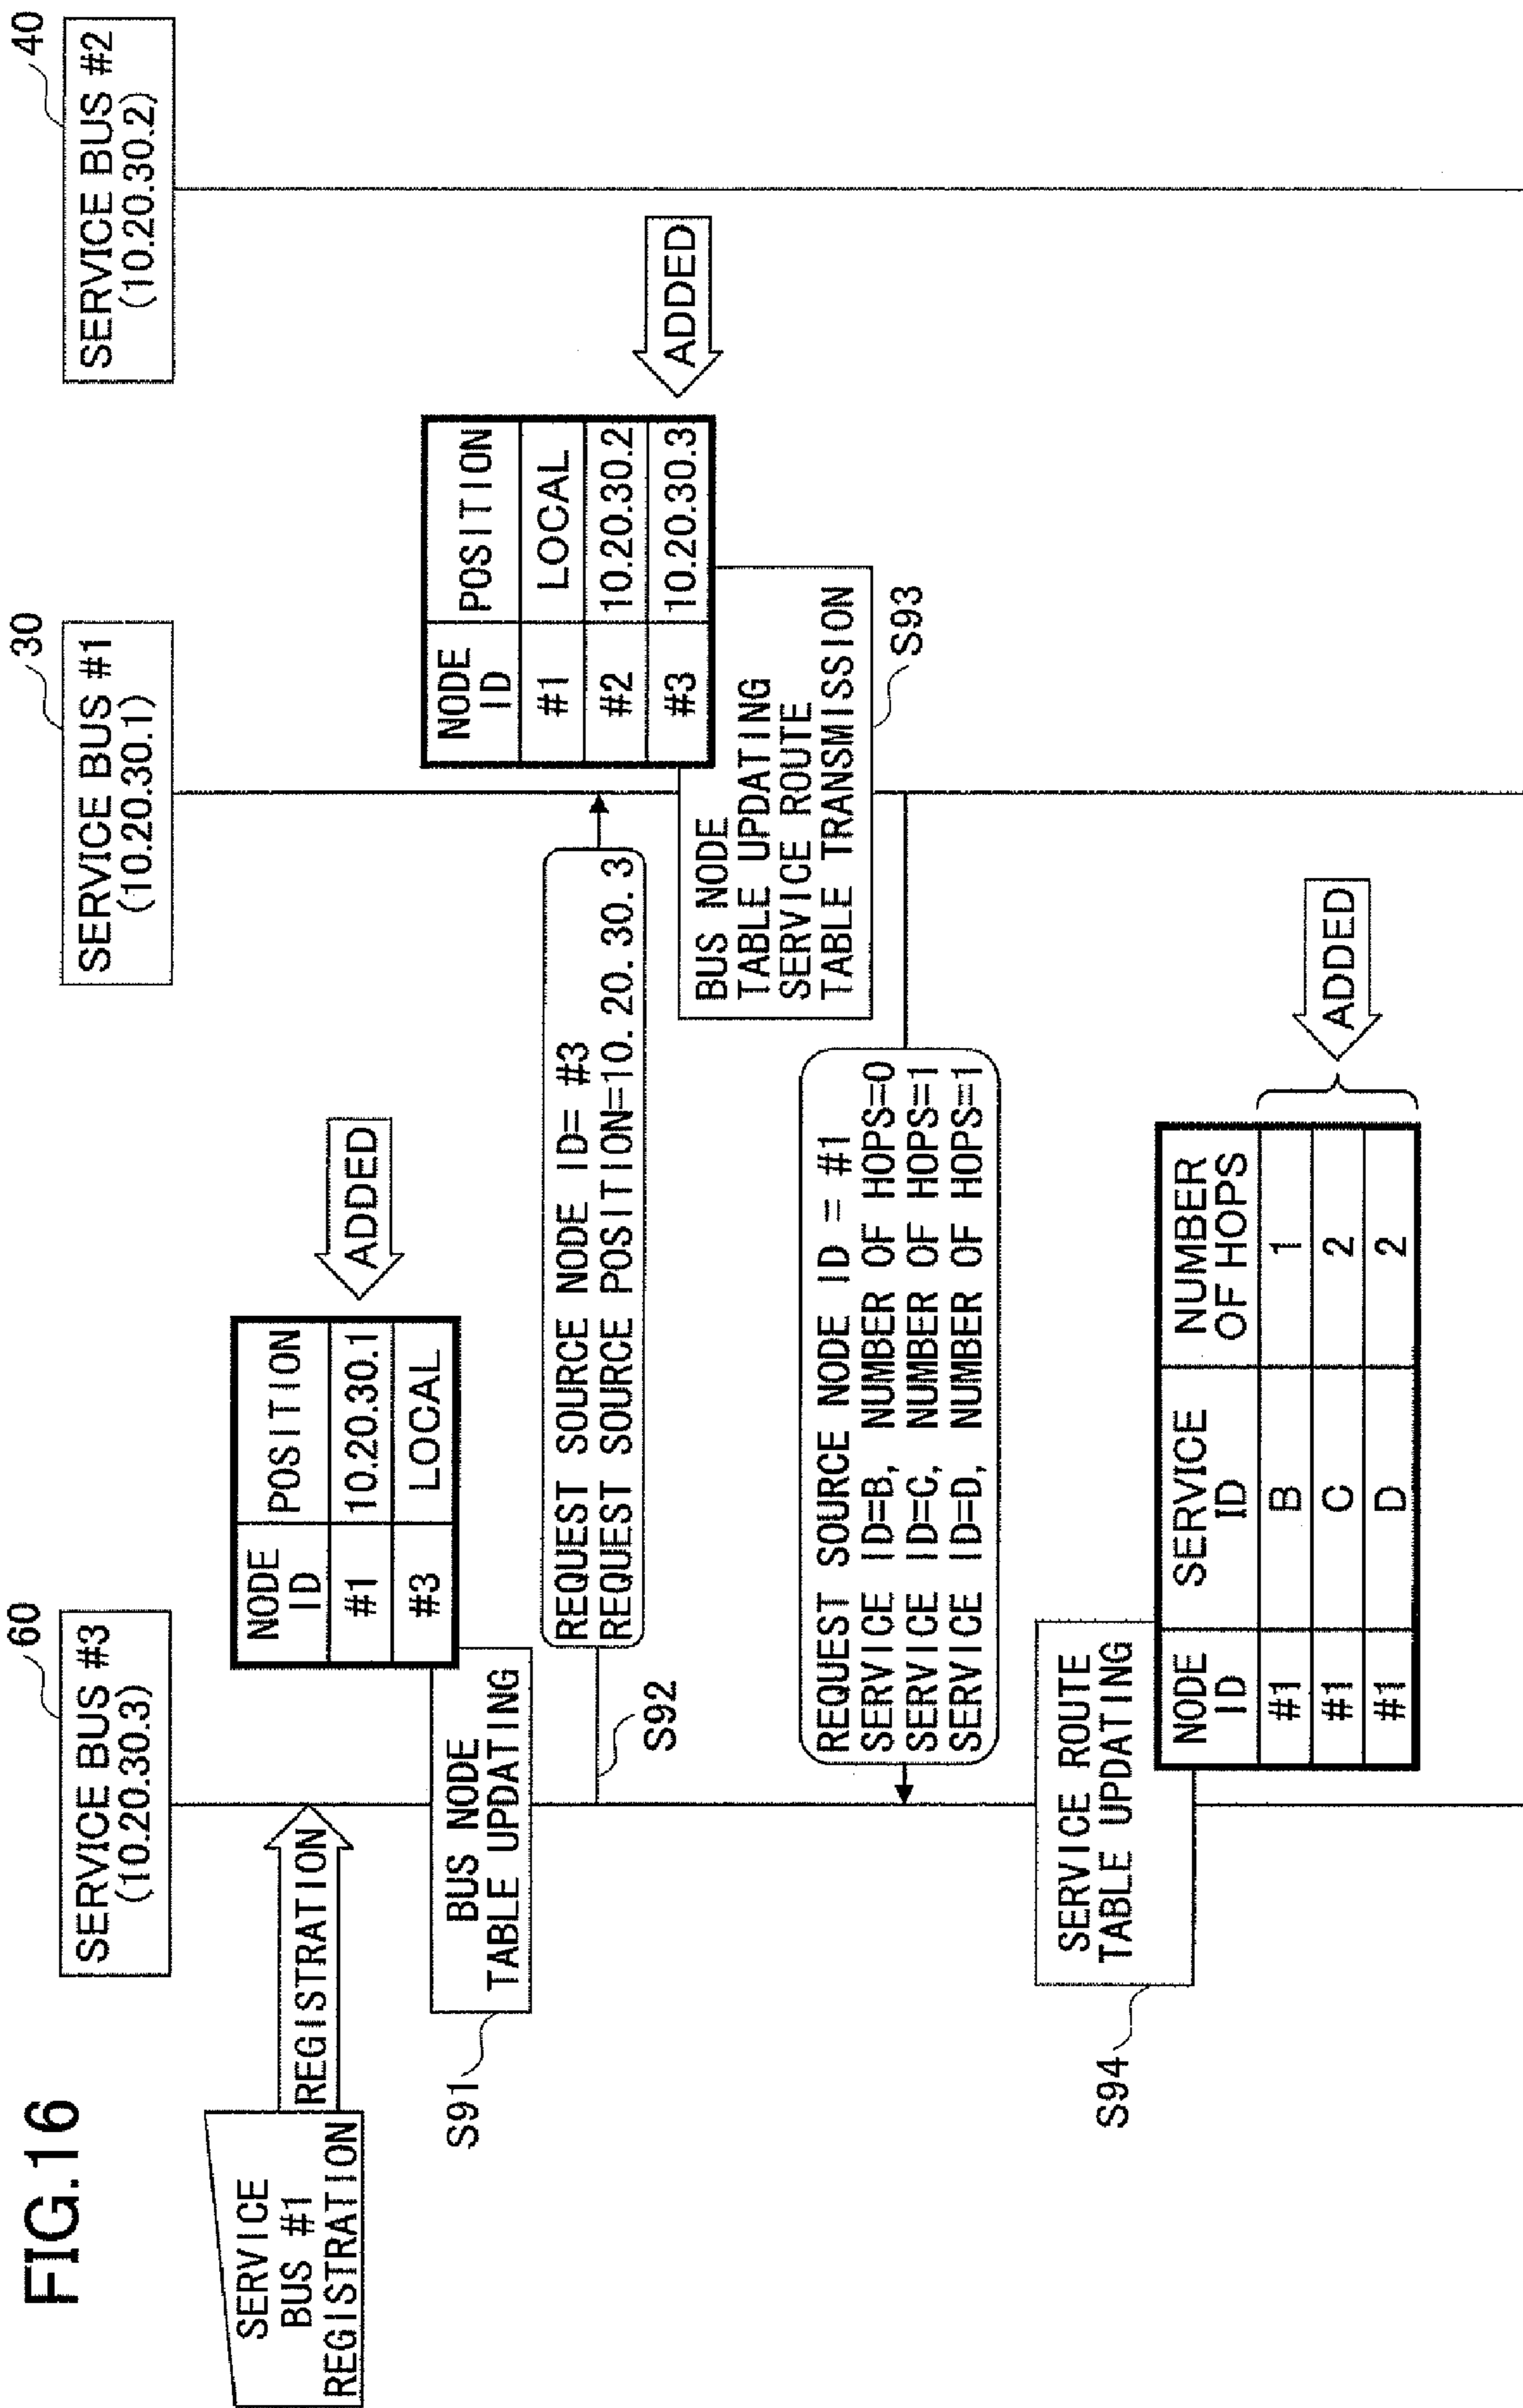 FIG.16
SERVICE
BUS #1
REGISTRATION
REGISTRATION
60
SERVICE BUS #3
(10.20.30.3)
30
SERVICE BUS #1
(10.20.30.1)
40
SERVICE BUS #2
(10.20.30.2)
NODE ID POSITION
#1 10.20.30.1
#3 LOCAL
ADDED
BUS NODE
TABLE UPDATING
S91
S92
REQUEST SOURCE NODE ID= #3
REQUEST SOURCE POSITION=10. 20. 30. 3
NODE ID POSITION
#1 LOCAL
#2 10.20.30.2
#3 10.20.30.3
ADDED
BUS NODE
TABLE UPDATING
SERVICE ROUTE
TABLE TRANSMISSION
S93
REQUEST SOURCE NODE ID = #1
SERVICE ID=B, NUMBER OF HOPS=0
SERVICE ID=C, NUMBER OF HOPS=1
SERVICE ID=D, NUMBER OF HOPS=1
SERVICE ROUTE
TABLE UPDATING
S94
NODE ID SERVICE ID NUMBER OF HOPS
#1 B 1
#1 C 2
#1 D 2
ADDED